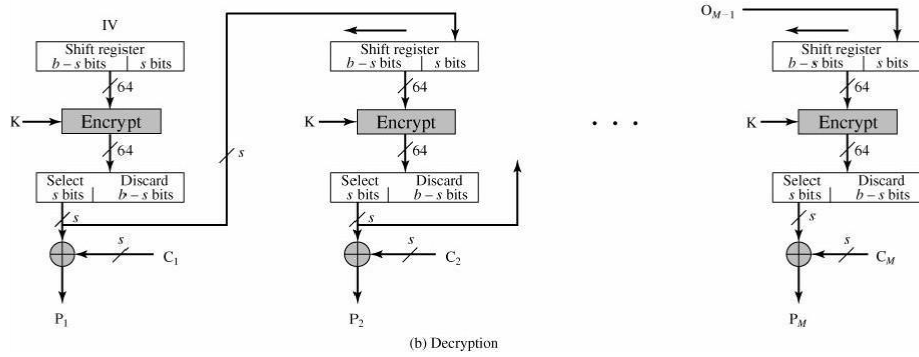 IV
Shift register
b – s bits | s bits
64
K
Encrypt
64
Select Discard
s bits | b – s bits
s
s
C1
P1
s
Shift register
b – s bits | s bits
64
K
Encrypt
64
Select Discard
s bits | b – s bits
s
s
C2
P2
. . .
OM–1
Shift register
b – s bits | s bits
64
K
Encrypt
64
Select Discard
s bits | b – s bits
s
s
CM
PM
(b) Decryption